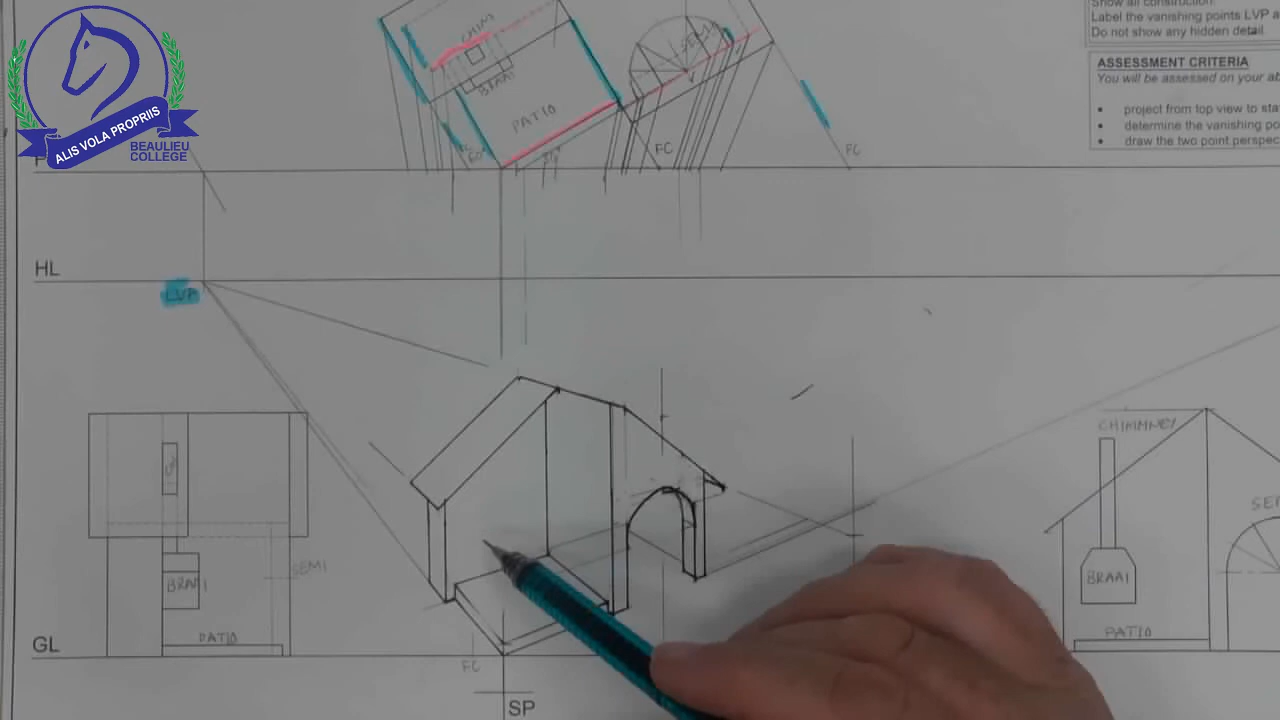 ALIS VOLA PROPRIIS
BEAULIEU
COLLEGE
Show all construction.
Label the vanishing points LVP a
Do not show any hidden detail
ASSESSMENT CRITERIA
You will be assessed on your ab
• project from top view to sta
• determine the vanishing po
• draw the two point perspec
CHIM
BRAAI
SEMI
PATIO
FC
FC
HL
LVP
CHIMMNEY
BRAAI
SEMI
PATIO
GL
FC
SP
BRAAI
PATIO